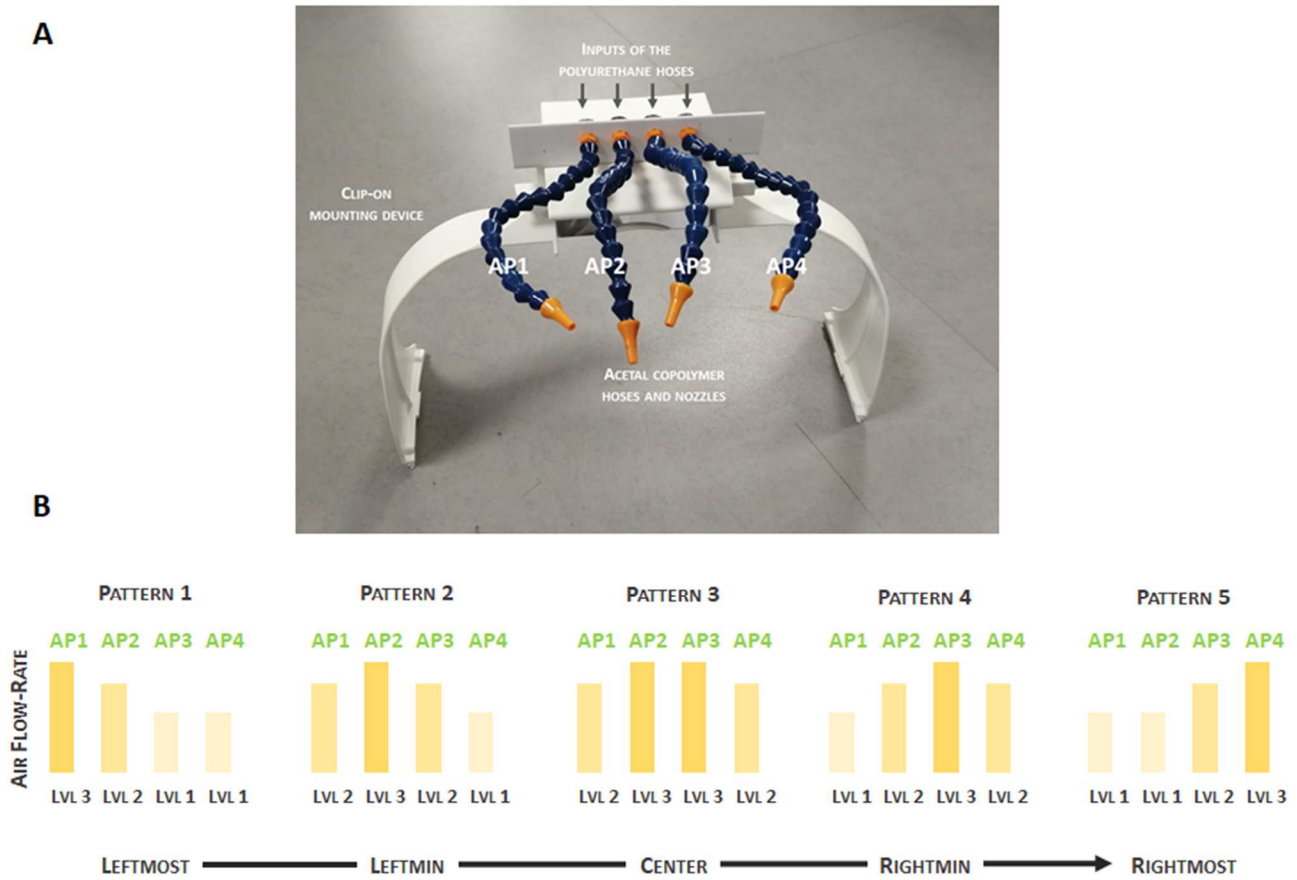 A
INPUTS OF THE
POLYURETHANE HOSES
CLIP-ON
MOUNTING DEVICE
AP1 AP2 AP3 AP4
ACETAL COPOLYMER
HOSES AND NOZZLES
B
PATTERN 1 PATTERN 2 PATTERN 3 PATTERN 4 PATTERN 5
AP1 AP2 AP3 AP4 AP1 AP2 AP3 AP4 AP1 AP2 AP3 AP4 AP1 AP2 AP3 AP4 AP1 AP2 AP3 AP4
AIR FLOW-RATE
LVL 3 LVL 2 LVL 1 LVL 1 LVL 2 LVL 3 LVL 2 LVL 1 LVL 2 LVL 3 LVL 3 LVL 2 LVL 1 LVL 2 LVL 3 LVL 2 LVL 1 LVL 1 LVL 2 LVL 3
LEFTMOST LEFTMIN CENTER RIGHTMIN RIGHTMOST